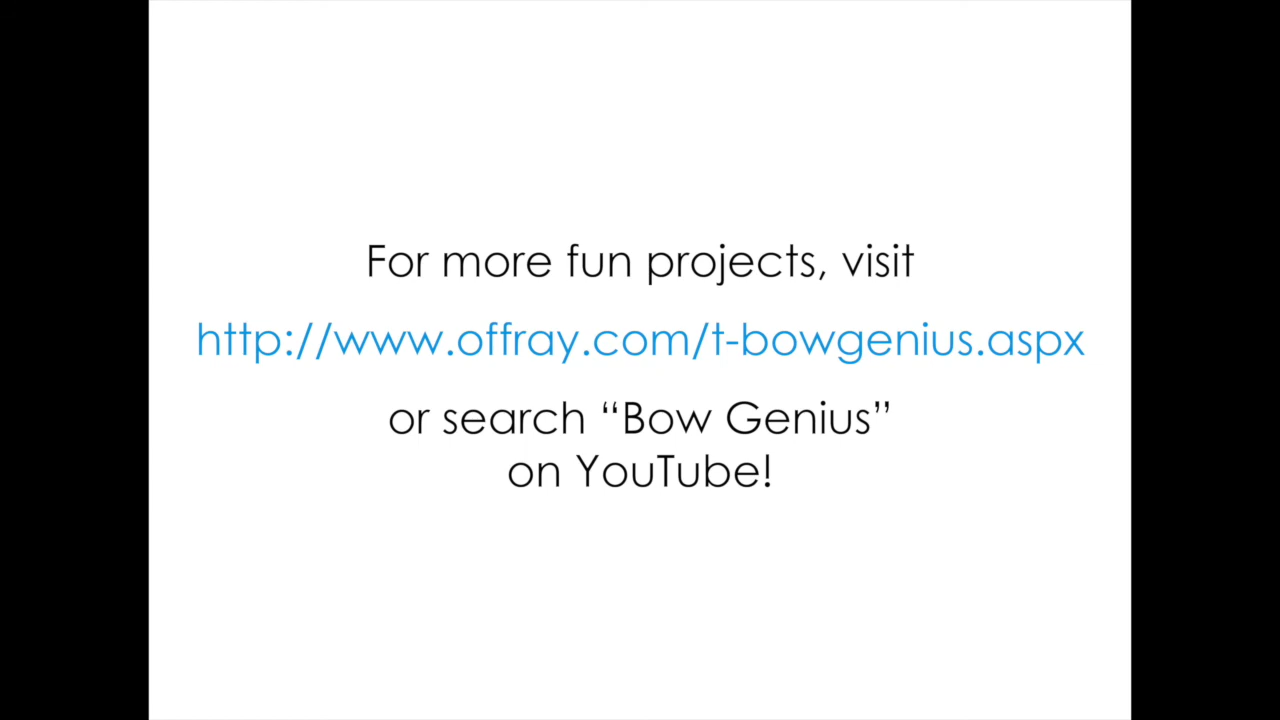 For more fun projects, visit
http://www.offray.com/t-bowgenius.aspx
or search “Bow Genius”
on YouTube!